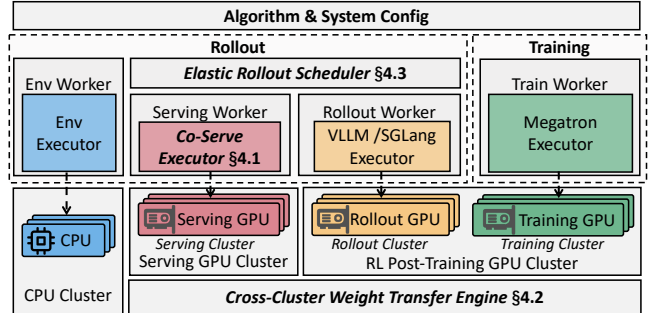 Algorithm & System Config
Rollout
Training
Env Worker
Elastic Rollout Scheduler §4.3
Train Worker
Env
Executor
Serving Worker
Co-Serve
Executor §4.1
Rollout Worker
VLLM /SGLang
Executor
Megatron
Executor
CPU
Serving GPU
Rollout GPU
Training GPU
Serving Cluster
Rollout Cluster
Training Cluster
Serving GPU Cluster
RL Post-Training GPU Cluster
CPU Cluster
Cross-Cluster Weight Transfer Engine §4.2